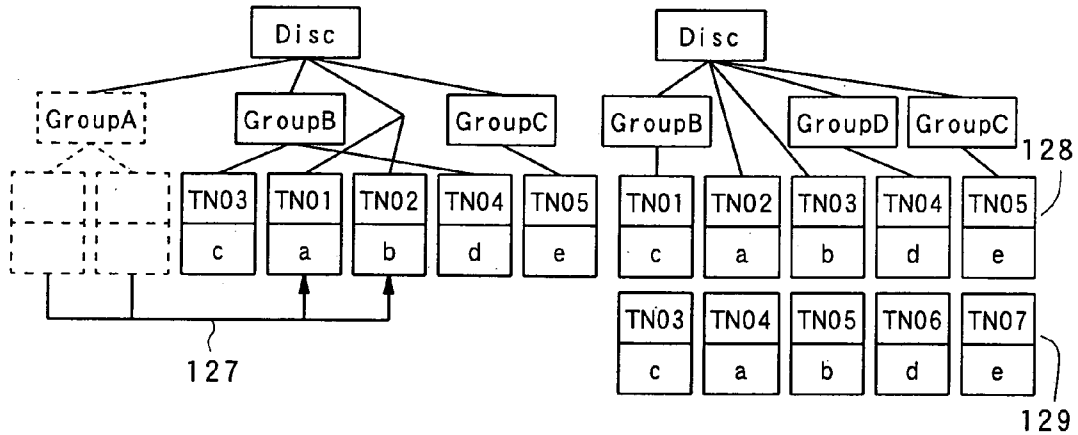 Disc
Disc
GroupA
GroupB
GroupC
GroupB
GroupD
GroupC
128
TN03
TN01
TN02
TN04
TN05
TN01
TN02
TN03
TN04
TN05
c
a
b
d
e
c
a
b
d
e
TN03
TN04
TN05
TN06
TN07
c
a
b
d
e
127
129